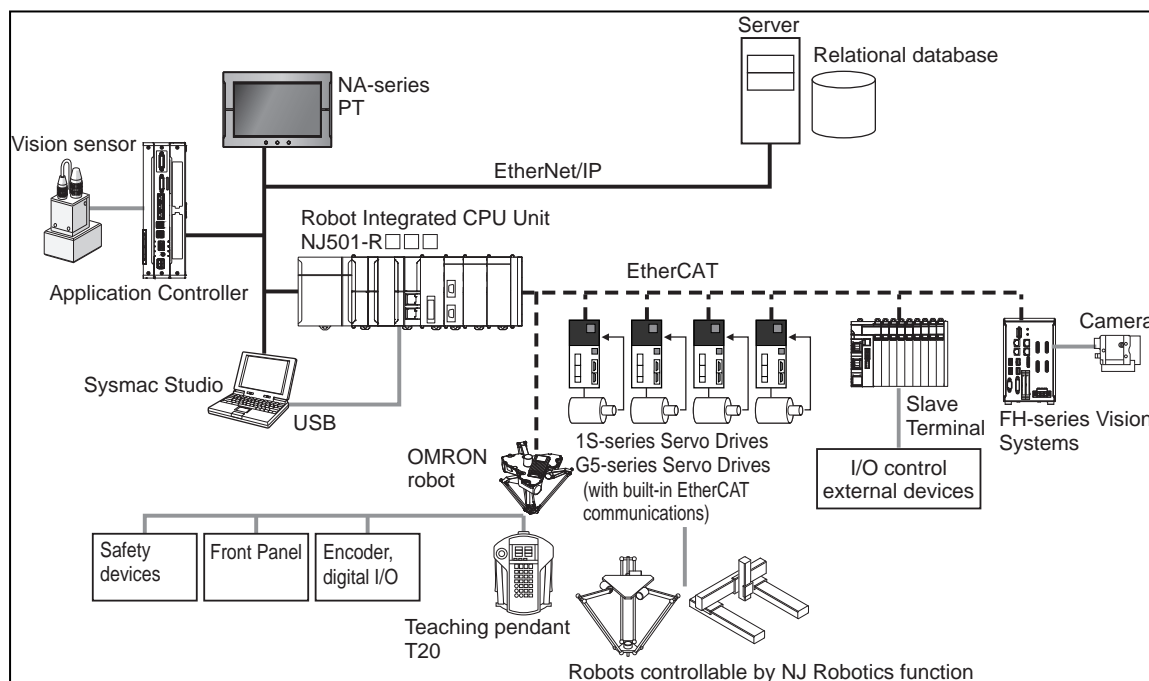 Server
Relational database
NA-series
PT
Vision sensor
EtherNet/IP
Robot Integrated CPU Unit
NJ501-R□□□
Application Controller
EtherCAT
Camera
Sysmac Studio
USB
Slave
Terminal
FH-series Vision
Systems
OMRON
robot
1S-series Servo Drives
G5-series Servo Drives
(with built-in EtherCAT
communications)
I/O control
external devices
Safety
devices
Front Panel
Encoder,
digital I/O
Teaching pendant
T20
Robots controllable by NJ Robotics function